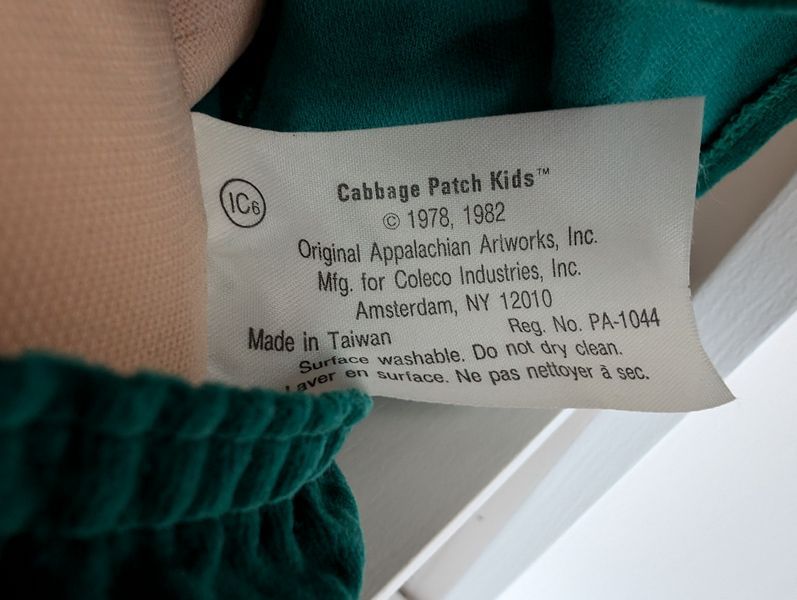 IC6
Cabbage Patch Kids™
© 1978, 1982
Original Appalachian Artworks, Inc.
Mfg. for Coleco Industries, Inc.
Amsterdam, NY 12010
Made in Taiwan Reg. No. PA-1044
Surface washable. Do not dry clean.
Laver en surface. Ne pas nettoyer à sec.